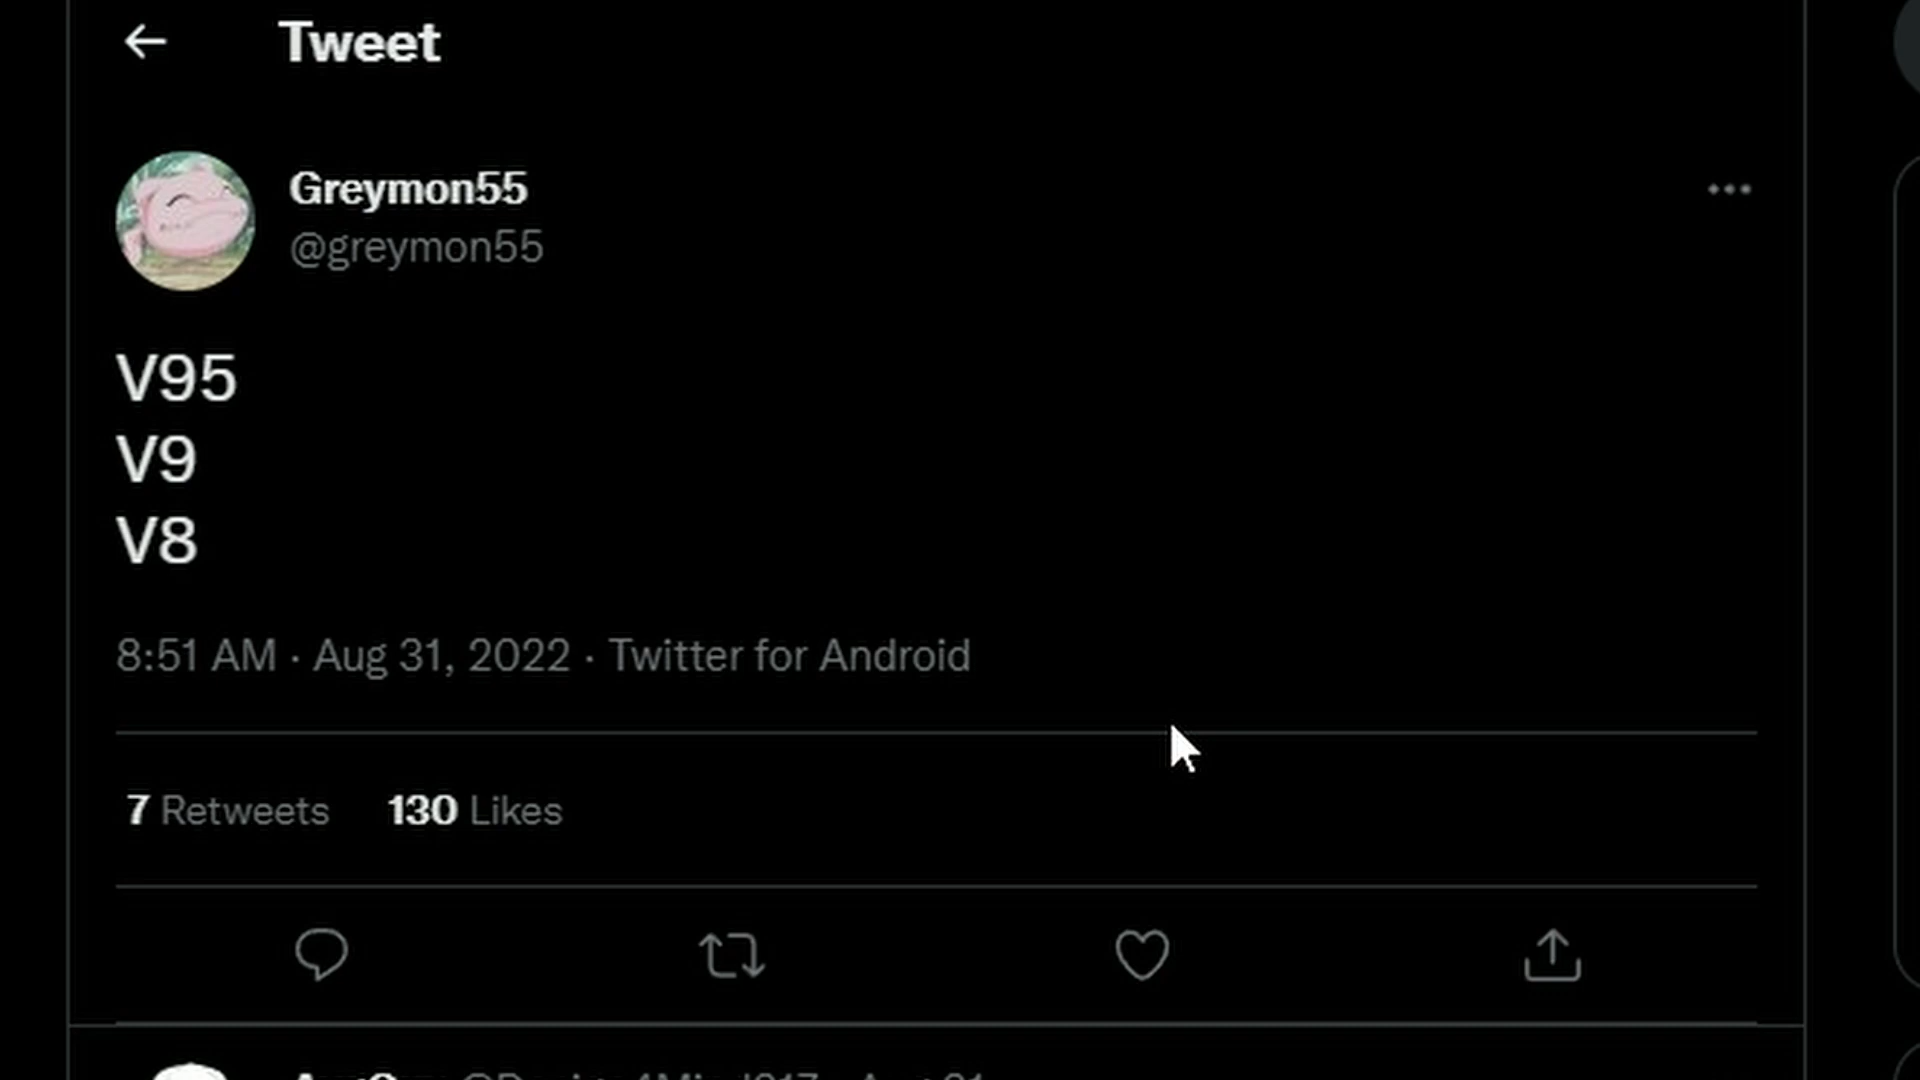 Tweet
Greymon55
@greymon55
V95
V9
V8
8:51 AM · Aug 31, 2022 · Twitter for Android
7 Retweets 130 Likes